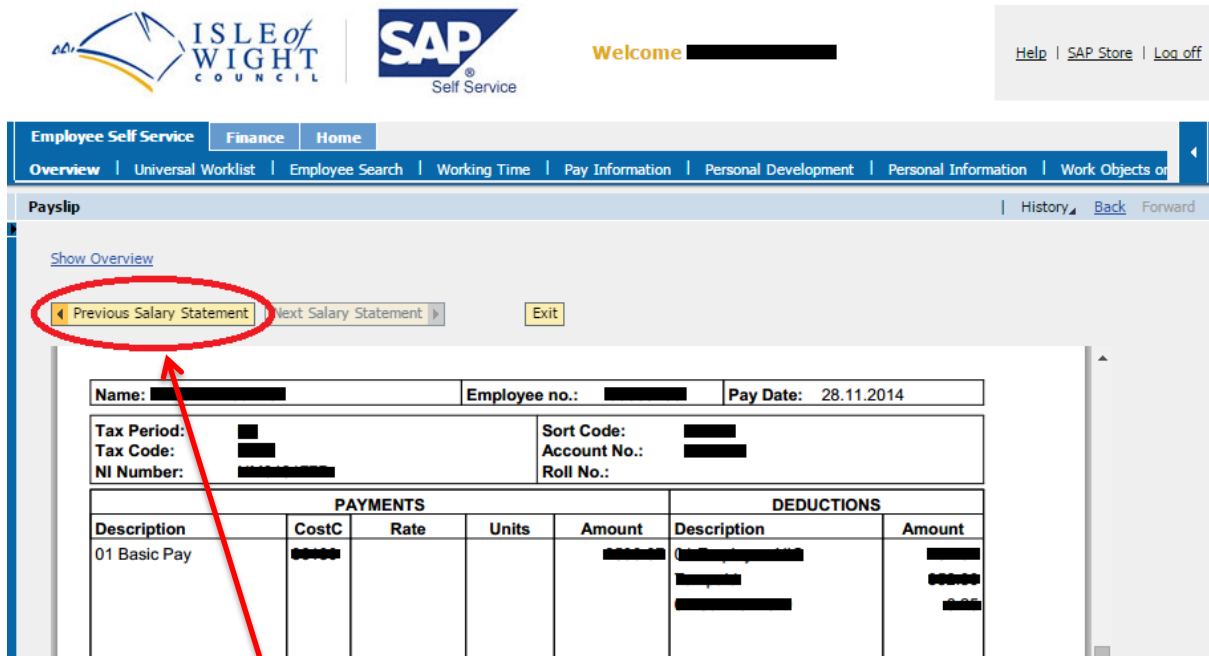 ISLE of
WIGHT
COUNCIL
SAP
®
Self Service
Welcome
Help | SAP Store | Log off
Employee Self Service Finance Home
Overview | Universal Worklist | Employee Search | Working Time | Pay Information | Personal Development | Personal Information | Work Objects or
Payslip | History Back Forward
Show Overview
Previous Salary Statement Next Salary Statement Exit
Name: Employee no.: Pay Date: 28.11.2014
Tax Period: Sort Code:
Tax Code: Account No.:
NI Number: Roll No.:
PAYMENTS DEDUCTIONS
Description CostC Rate Units Amount Description Amount
01 Basic Pay